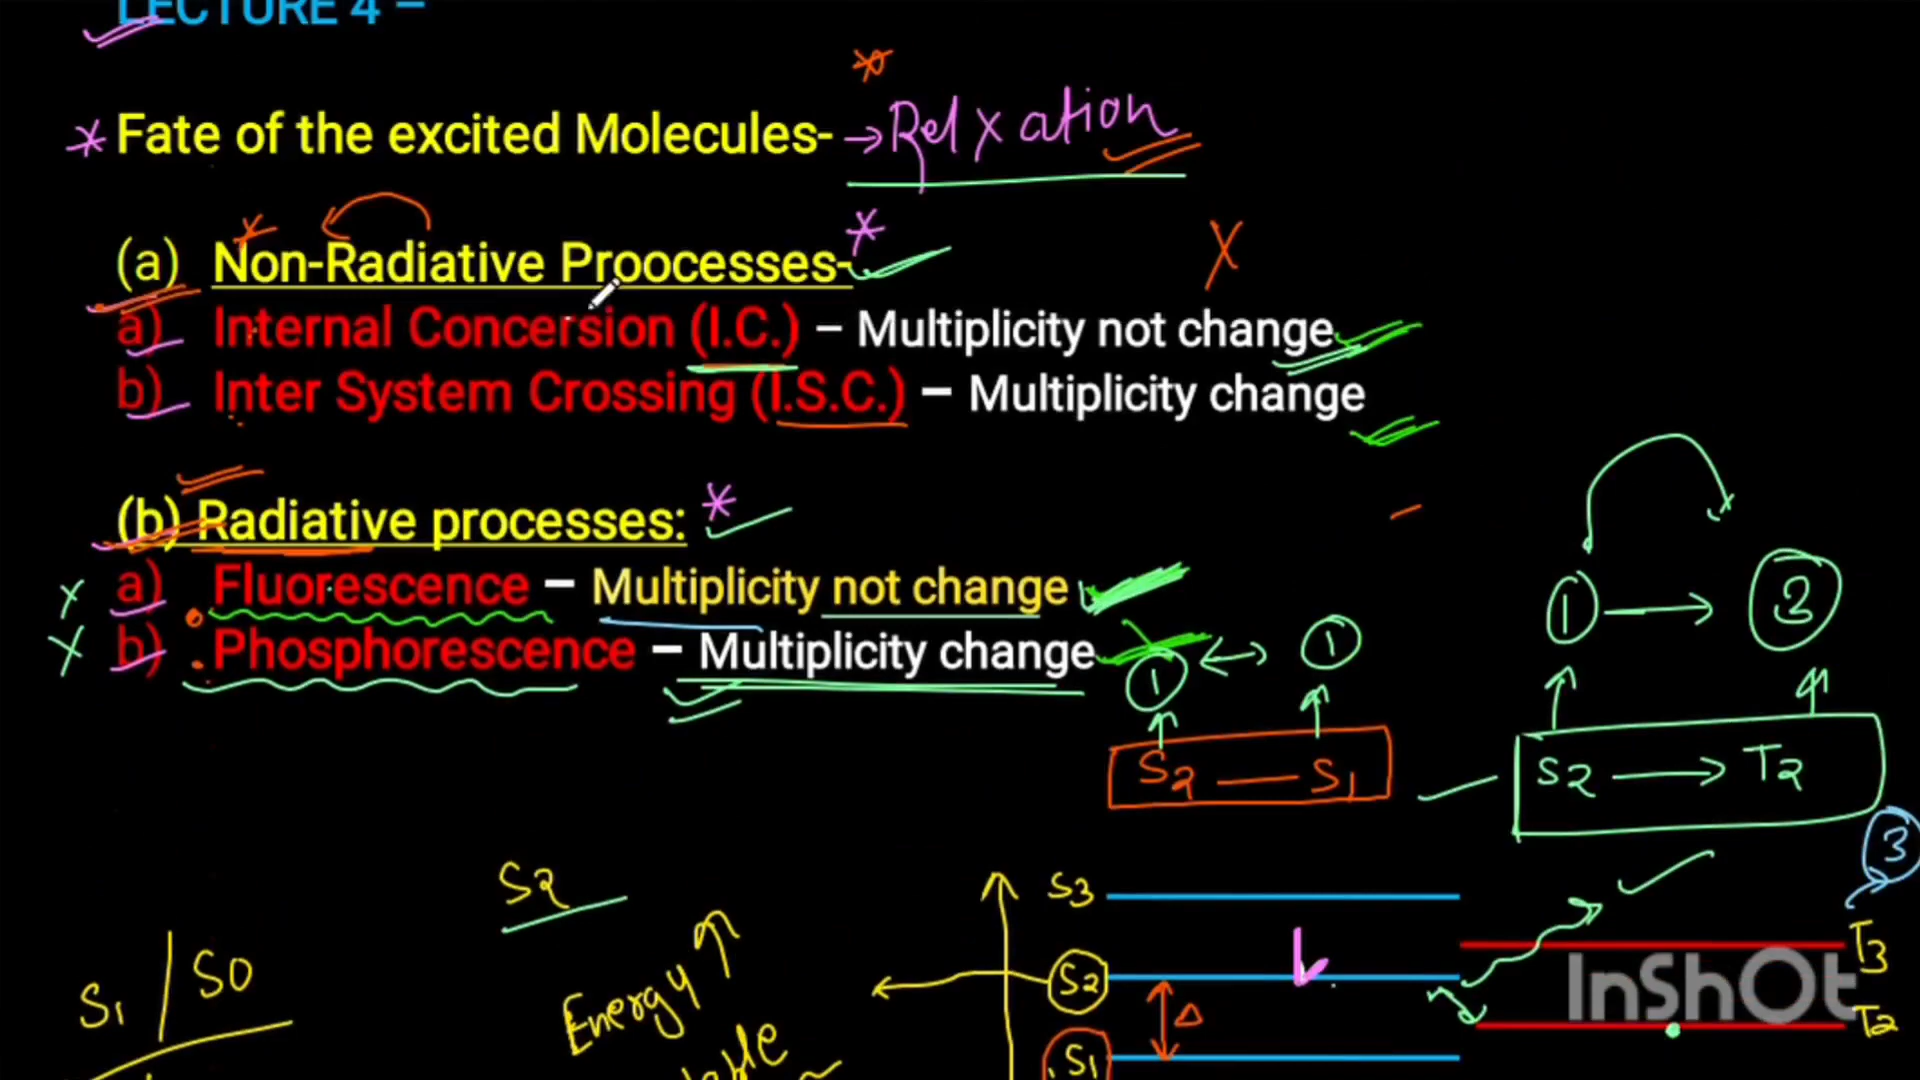 LECTURE 4 –
Fate of the excited Molecules- → Relxation
(a) Non-Radiative Proocesses-
a) Internal Concersion (I.C.) – Multiplicity not change
b) Inter System Crossing (I.S.C.) – Multiplicity change
(b) Radiative processes:
a) Fluorescence – Multiplicity not change
b) Phosphorescence – Multiplicity change
1 ↔ 1
1 → 3
S2 — S1
S2 → T2
3
S2
S3
T3
S1 / S0
Energy
S2
Δ
InShOt
T2
S1